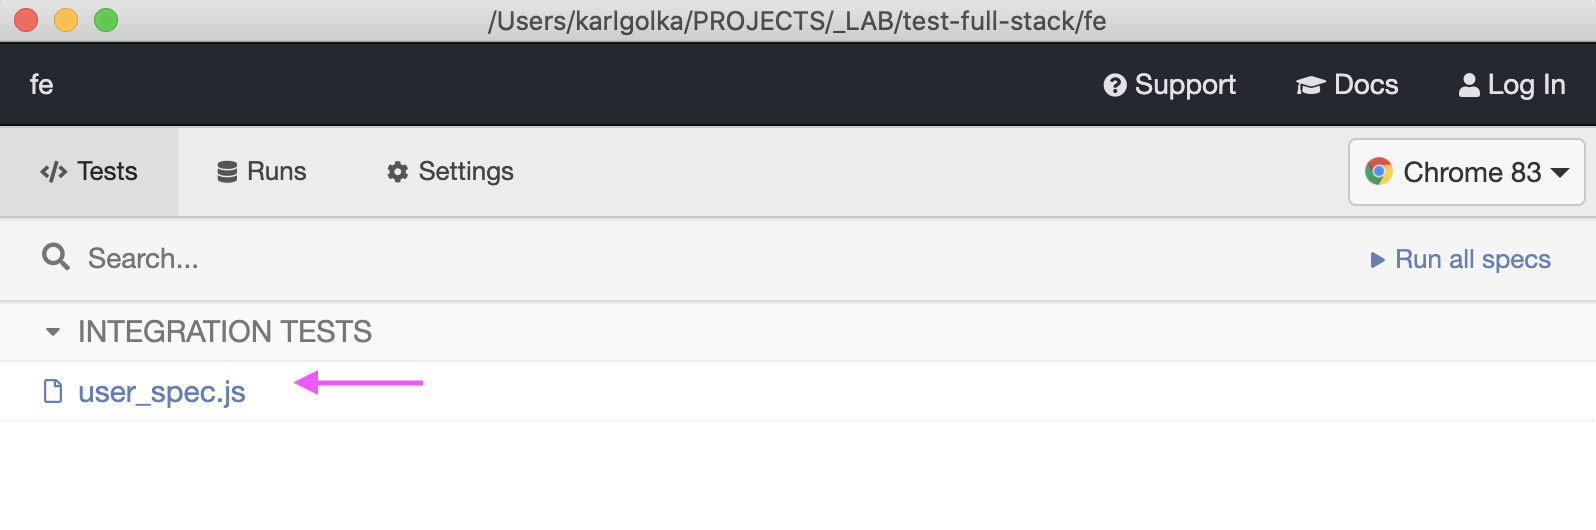 /Users/karlgolka/PROJECTS/_LAB/test-full-stack/fe
fe Support Docs Log In
Tests Runs Settings Chrome 83
Search... Run all specs
INTEGRATION TESTS
user_spec.js